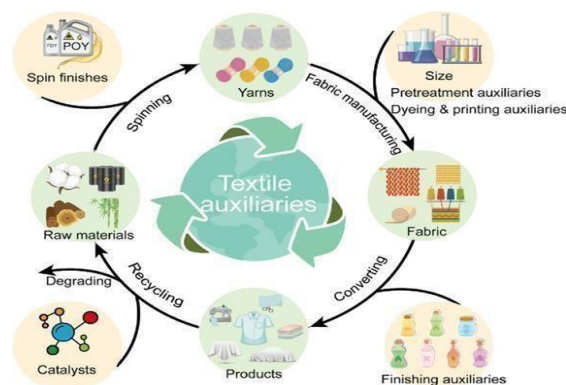 POY
FDY
Spin finishes
Spinning
Yarns
Fabric manufacturing
Size
Pretreatment auxiliaries
Dyeing & printing auxiliaries
Textile
auxiliaries
Raw materials
Fabric
Degrading
Recycling
Converting
Catalysts
Products
Finishing auxiliaries